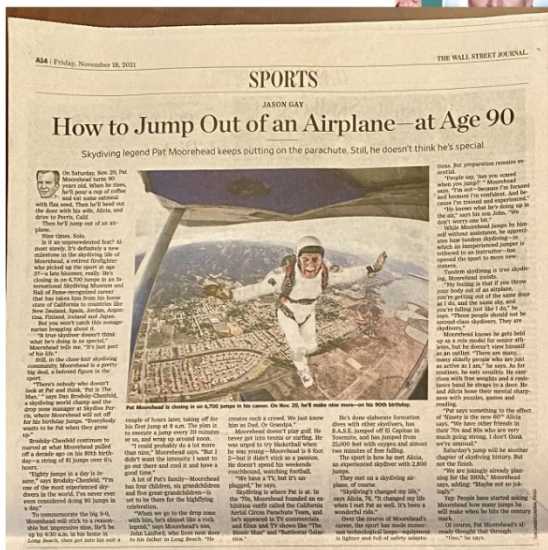 A14 | Friday, November 19, 2021
THE WALL STREET JOURNAL.
SPORTS
JASON GAY
How to Jump Out of an Airplane—at Age 90
Skydiving legend Pat Moorehead keeps putting on the parachute. Still, he doesn't think he's special
On Saturday, Nov. 20, Pat
Moorehead turns 90
years old. When he rises,
he'll pour a cup of coffee
and eat some oatmeal
with flax seed. Then he'll head out
the door with his wife, Alicia, and
drive to Perris, Calif.
Then he'll jump out of an air-
plane.
Nine times. Solo.
Is it an unprecedented feat? Al-
most surely. It's definitely a new
milestone in the skydiving life of
Moorehead, a retired firefighter
who picked up the sport at age
37—a late bloomer, really. He's
closing in on 6,700 jumps in an In-
ternational Skydiving Museum and
Hall of Fame-recognized career
that has taken him from his home
state of California to countries like
New Zealand, Spain, Jordan, Argen-
tina, Finland, Iceland and Japan.
But you won't catch this nonage-
narian bragging about it.
"A true skydiver doesn't think
what he's doing is so special,"
Moorehead tells me. "It's just part
of his life."
Still, in the close-knit skydiving
community, Moorehead is a pretty
big deal, a beloved figure
sport.
"There's nobody who doesn't
look at Pat and think, 'Pat is The
Man,'" says Dan Brodsky-Chenfeld,
a skydiving world champ and the
drop zone manager at Skydive Per-
ris, where Moorehead will set off
for his birthday jumps. "Everybody
wants to be Pat when they grow
up."
Brodsky-Chenfeld continues to
marvel at what Moorehead pulled
off a decade ago on his 80th birth-
day—a string of 81 jumps over 6½
hours.
"Eighty jumps in a day is in-
sane," says Brodsky-Chenfeld. "I'm
one of the most experienced sky-
divers in the world. I've never ever
even considered doing 80 jumps in
a day."
To commemorate the big 9-0,
Moorehead will stick to a reason-
able but impressive nine. He'll be
up by 4:30 a.m. in his home in
Long Beach, then get into his suit a
Pat Moorehead is closing in on 6,700 jumps in his career. On Nov. 20, he'll make nine more—on his 90th birthday.
couple of hours later, taking off for
his first jump at 8 a.m. The plan is
to execute a jump every 20 minutes
or so, and wrap up around noon.
"I could probably do a lot more
than nine," Moorehead says. "But I
didn't want the intensity. I want to
go out there and cool it and have a
good time."
A lot of Pat's family—Moorehead
has four children, six grandchildren
and five great-grandchildren—is
set to be there for the highflying
celebration.
"When we go to the drop zone
with him, he's almost like a rock
legend," says Moorehead's son,
John Lanford, who lives next door
to his father in Long Beach. "He
creates such a crowd. We just know
him as Dad. Or Grandpa."
Moorehead doesn't play golf. He
never got into tennis or surfing. He
was urged to try basketball when
he was young—Moorehead is 6 foot
2—but it didn't stick as a passion.
He doesn't spend his weekends
couchbound, watching football.
"We have a TV, but it's un-
plugged," he says.
Skydiving is where Pat is at. In
the '70s, Moorehead founded an ex-
hibition outfit called the California
Aerial Circus Parachute Team, and
he's appeared in TV commercials
and films and TV shows like "The
Bionic Man" and "Battlestar Galac-
tica."
He's done elaborate formation
dives with other skydivers, has
B.A.S.E. jumped off El Capitan in
Yosemite, and has jumped from
25,000 feet with oxygen and almost
two minutes of free falling.
The sport is how he met Alicia,
an experienced skydiver with 2,800
jumps.
They met on a skydiving air-
plane, of course.
"Skydiving's changed my life,"
says Alicia, 76. "It changed my life
when I met Pat as well. It's been a
wonderful ride."
Over the course of Moorehead's
career, the sport has made numer-
ous technological leaps—equipment
is lighter and full of safety adapta-
tions. But preparation remains es-
sential.
"People say, 'Are you scared
when you jump?'" Moorehead
says. "I'm not—because I'm focused
and because I'm confident. And be-
cause I'm trained and experienced."
"He knows what he's doing up in
the air," says his son John. "We
don't worry one bit."
While Moorehead jumps by him-
self without assistance, he appreci-
ates how tandem skydiving—in
which an inexperienced jumper is
tethered to an instructor—has
opened the sport to more new-
comers.
Tandem skydiving is true skydiv-
ing, Moorehead insists.
"My feeling is that if you throw
your body out of an airplane,
you're getting out of the same door
as I do, and the same sky, and
you're falling just like I do," he
says. "Those people should not be
second-class skydivers. They are
skydivers."
Moorehead knows he gets held
up as a role model for senior ath-
letes, but he doesn't view himself
as an outlier. "There are many,
many elderly people who are just
as active as I am," he says. As for
routines, he eats sensibly. He exer-
cises with free weights and a resis-
tance band he straps to a door. He
and Alicia hone their mental sharp-
ness with puzzles, games and
reading.
"Pat says something to the effect
of 'Ninety is the new 60'" Alicia
says. "We have other friends in
their 70s and 80s who are very
much going strong. I don't think
we're unusual."
Saturday's jump will be another
chapter of skydiving history. But
not the finish.
"We are jokingly already plan-
ning for the 100th," Moorehead
says, adding: "Maybe not so jok-
ingly."
Yep: People have started asking
Moorehead how many jumps he
will make when he hits the century
mark.
Of course, Pat Moorehead's al-
ready thought that through.
"One," he says.